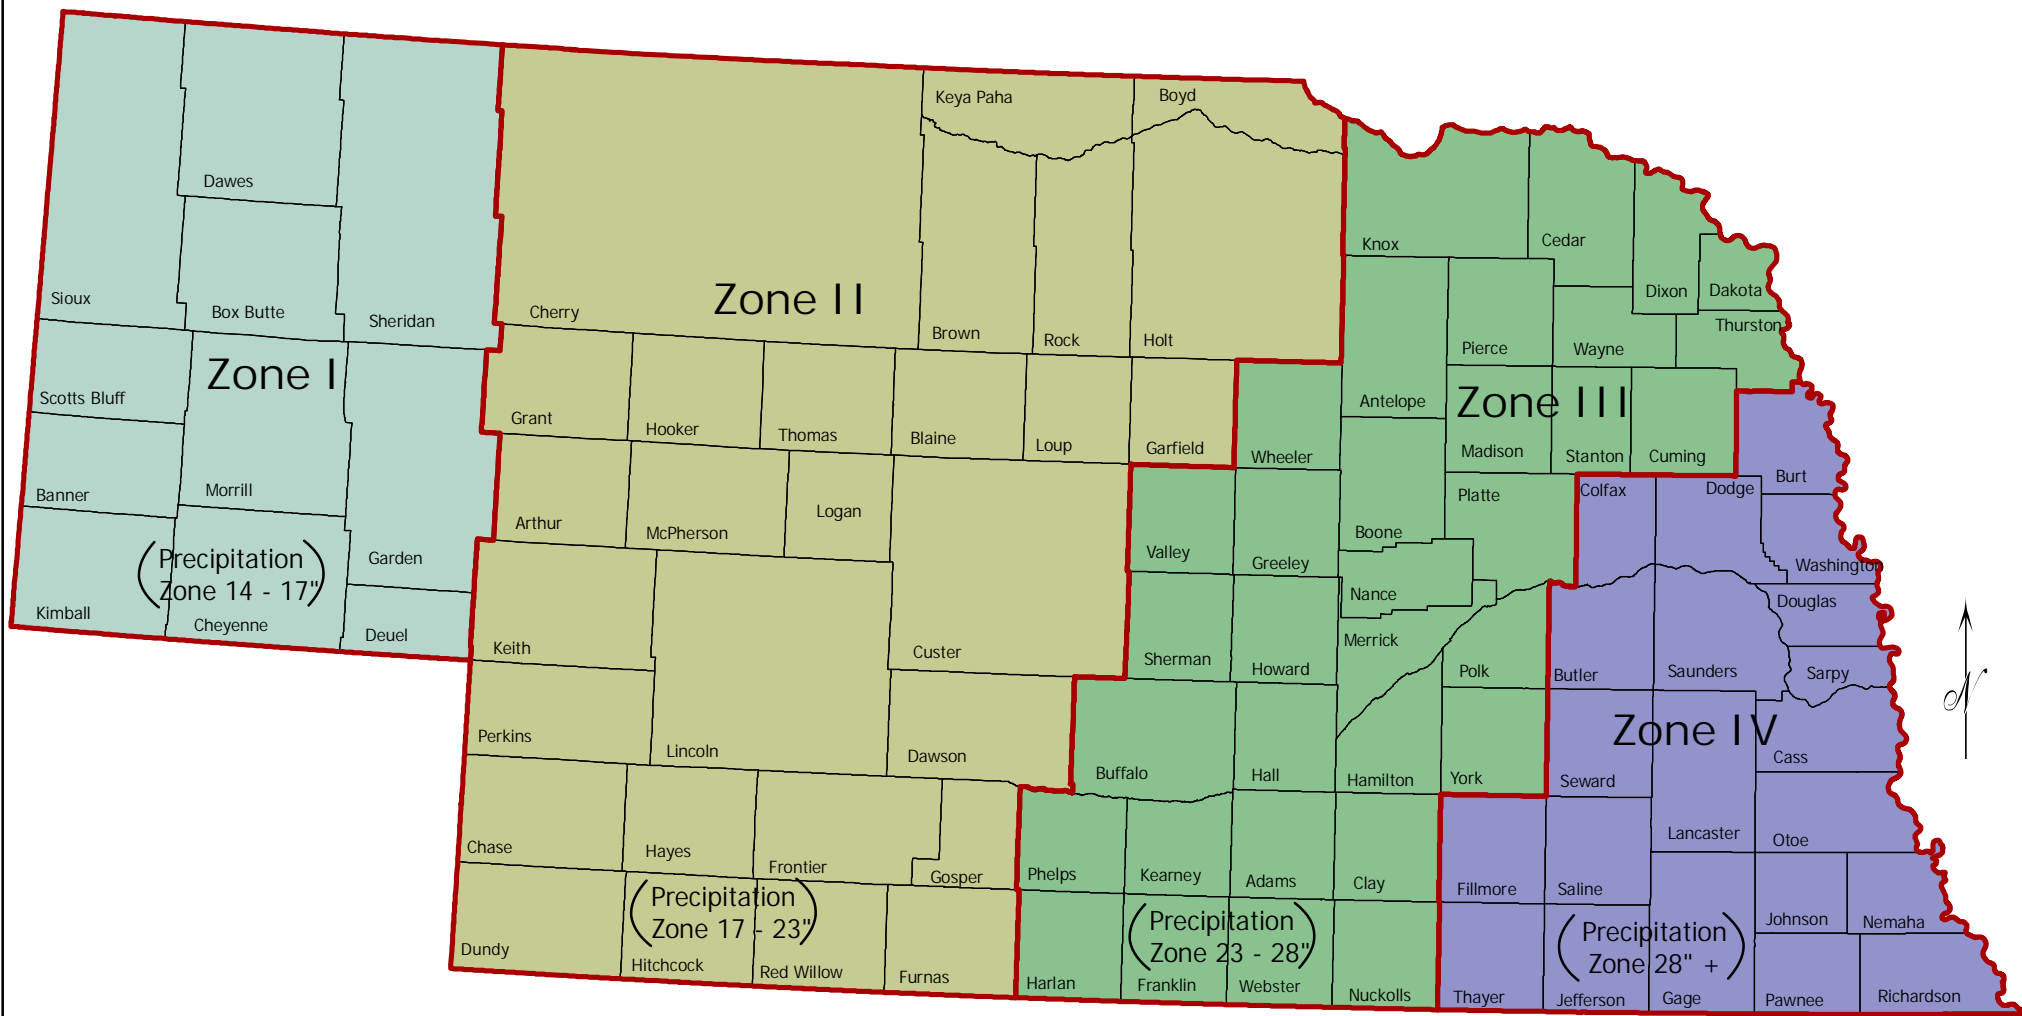 Keya Paha
Boyd
Dawes
Knox
Cedar
Sioux
Box Butte
Sheridan
Cherry
Zone II
Brown
Rock
Holt
Dixon
Dakota
Thurston
Pierce
Wayne
Zone I
Scotts Bluff
Grant
Hooker
Thomas
Blaine
Loup
Garfield
Wheeler
Antelope
Zone III
Madison
Stanton
Cuming
Banner
Morrill
Arthur
McPherson
Logan
Valley
Greeley
Boone
Platte
Colfax
Dodge
Burt
Washington
(Precipitation
Zone 14 - 17")
Garden
Kimball
Cheyenne
Deuel
Keith
Custer
Sherman
Howard
Nance
Merrick
Polk
Butler
Saunders
Douglas
Sarpy
N
Perkins
Lincoln
Dawson
Buffalo
Hall
Hamilton
York
Seward
Zone IV
Cass
Chase
Hayes
Frontier
Gosper
Phelps
Kearney
Adams
Clay
Fillmore
Saline
Lancaster
Otoe
(Precipitation
Zone 17 - 23")
(Precipitation
Zone 23 - 28")
(Precipitation
Zone 28" +)
Johnson
Nemaha
Dundy
Hitchcock
Red Willow
Furnas
Harlan
Franklin
Webster
Nuckolls
Thayer
Jefferson
Gage
Pawnee
Richardson